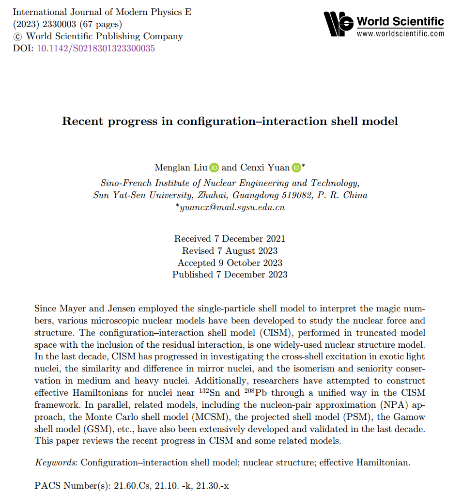 International Journal of Modern Physics E
(2023) 2330003 (67 pages)
© World Scientific Publishing Company
DOI: 10.1142/S0218301323300035
World Scientific
www.worldscientific.com
Recent progress in configuration–interaction shell model
Menglan Liu and Cenxi Yuan *
Sino-French Institute of Nuclear Engineering and Technology,
Sun Yat-Sen University, Zhuhai, Guangdong 519082, P. R. China
*yuancx@mail.sysu.edu.cn
Received 7 December 2021
Revised 7 August 2023
Accepted 9 October 2023
Published 7 December 2023
Since Mayer and Jensen employed the single-particle shell model to interpret the magic num-
bers, various microscopic nuclear models have been developed to study the nuclear force and
structure. The configuration–interaction shell model (CISM), performed in truncated model
space with the inclusion of the residual interaction, is one widely-used nuclear structure model.
In the last decade, CISM has progressed in investigating the cross-shell excitation in exotic light
nuclei, the similarity and difference in mirror nuclei, and the isomerism and seniority conser-
vation in medium and heavy nuclei. Additionally, researchers have attempted to construct
effective Hamiltonians for nuclei near ¹³²Sn and ²⁰⁸Pb through a unified way in the CISM
framework. In parallel, related models, including the nucleon-pair approximation (NPA) ap-
proach, the Monte Carlo shell model (MCSM), the projected shell model (PSM), the Gamow
shell model (GSM), etc., have also been extensively developed and validated in the last decade.
This paper reviews the recent progress in CISM and some related models.
Keywords: Configuration–interaction shell model; nuclear structure; effective Hamiltonian.
PACS Number(s): 21.60.Cs, 21.10. -k, 21.30.-x